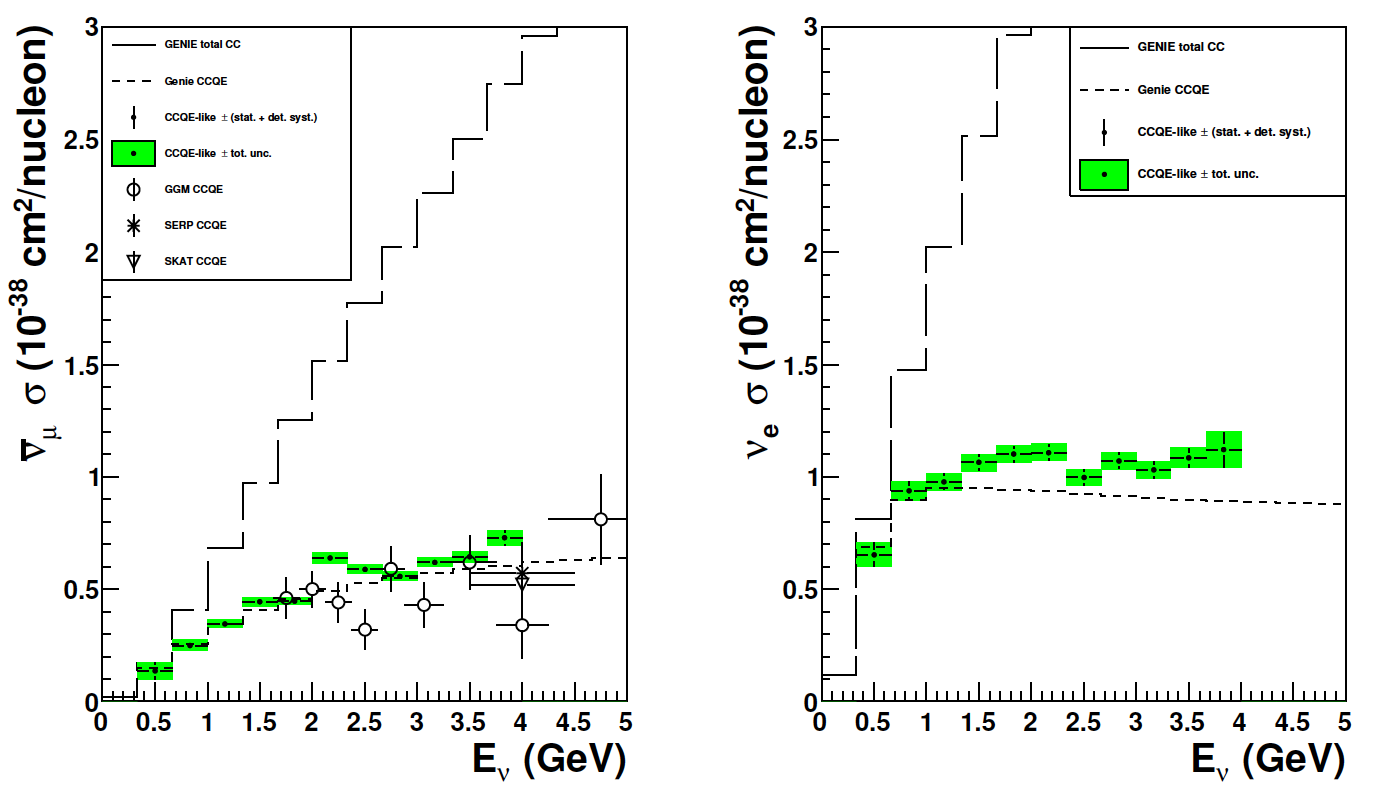 ν̅μ σ (10⁻³⁸ cm²/nucleon)
3
2.5
2
1.5
1
0.5
0
GENIE total CC
Genie CCQE
CCQE-like ± (stat. + det. syst.)
CCQE-like ± tot. unc.
GGM CCQE
SERP CCQE
SKAT CCQE
0 0.5 1 1.5 2 2.5 3 3.5 4 4.5 5
Eν (GeV)
νe σ (10⁻³⁸ cm²/nucleon)
3
2.5
2
1.5
1
0.5
0
GENIE total CC
Genie CCQE
CCQE-like ± (stat. + det. syst.)
CCQE-like ± tot. unc.
0 0.5 1 1.5 2 2.5 3 3.5 4 4.5 5
Eν (GeV)